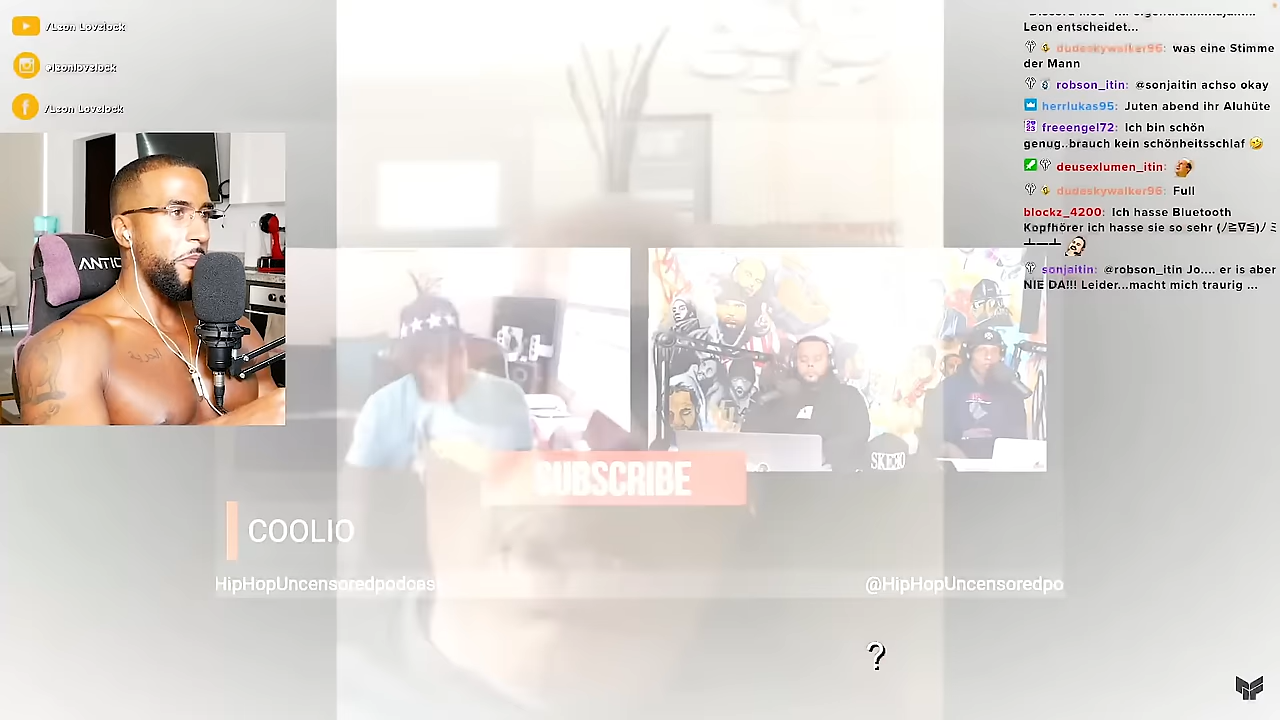 /Leon Lovelock
@leonlovelock
/Leon Lovelock
ANTIC
SUBSCRIBE
COOLIO
HipHopUncensoredpodcas
@HipHopUncensoredpo
SKENO
?
Leon entscheidet...
dudeskywalker96: was eine Stimme
der Mann
robson_itin: @sonjaitin achso okay
herrlukas95: Juten abend ihr Aluhüte
freeengel72: Ich bin schön
genug..brauch kein schönheitsschlaf 🤣
deusexlumen_itin:
dudeskywalker96: Full
blockz_4200: Ich hasse Bluetooth
Kopfhörer ich hasse sie so sehr (/≧∇≦)/ ミ
┻━┻
sonjaitin: @robson_itin Jo.... er is aber
NIE DA!!! Leider...macht mich traurig ...